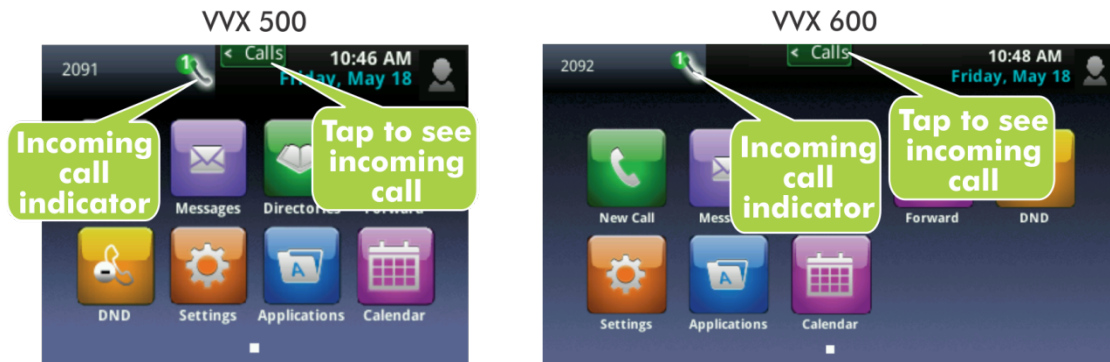 VVX 500
2091
1
< Calls
10:46 AM
Friday, May 18
Incoming
call
indicator
Tap to see
incoming
call
Messages
Directories
Forward
DND
Settings
Applications
Calendar
A
VVX 600
2092
1
< Calls
10:48 AM
Friday, May 18
Incoming
call
indicator
Tap to see
incoming
call
New Call
Mess
Forward
DND
Settings
Applications
Calendar
A